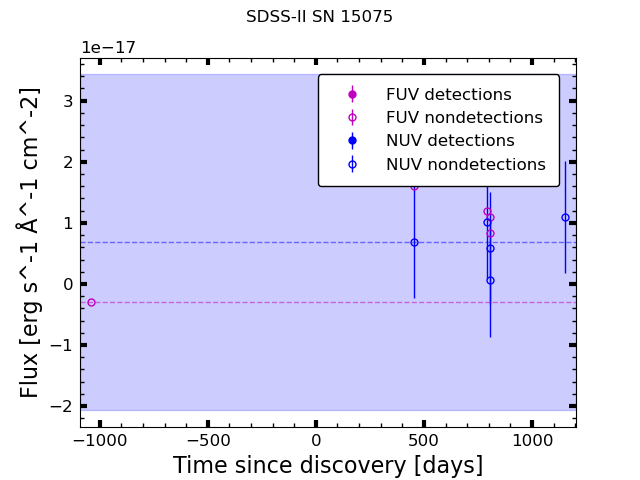 SDSS-II SN 15075
1e−17
FUV detections
FUV nondetections
NUV detections
NUV nondetections
3
2
1
0
−1
−2
−1000
−500
0
500
1000
Flux [erg s^-1 Å^-1 cm^-2]
Time since discovery [days]